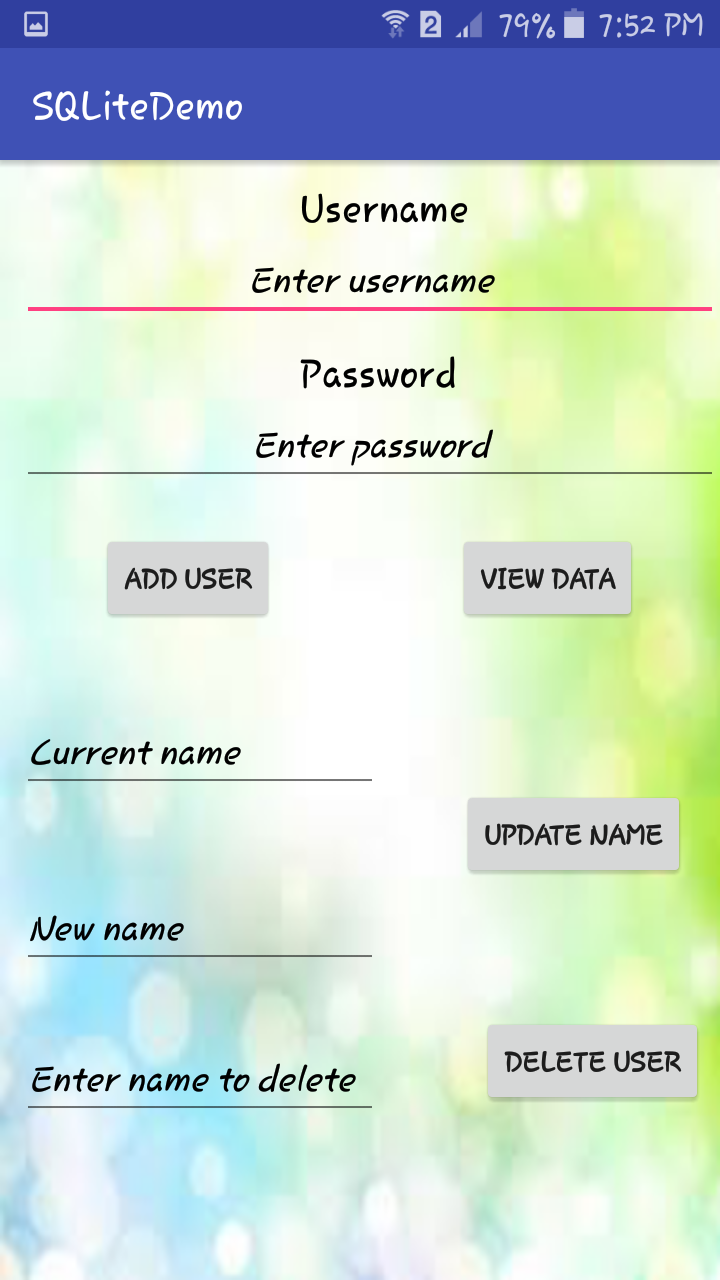 2 79% 7:52 PM
SQLiteDemo
Username
Enter username
Password
Enter password
ADD USER VIEW DATA
Current name
UPDATE NAME
New name
DELETE USER
Enter name to delete